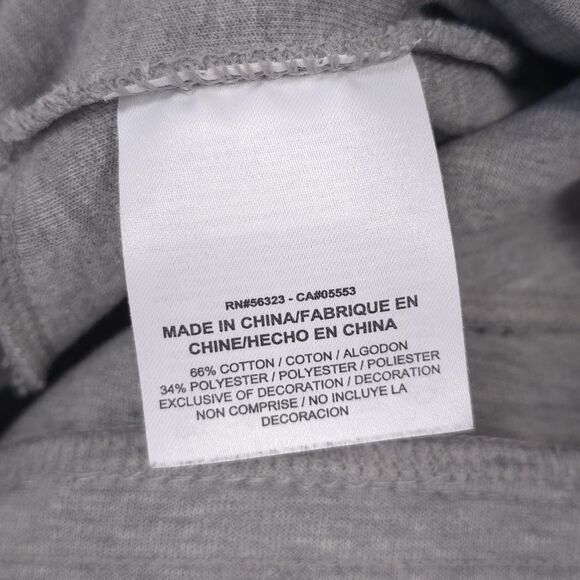 RN#56323 - CA#05553
MADE IN CHINA/FABRIQUE EN
CHINE/HECHO EN CHINA
66% COTTON / COTON / ALGODON
34% POLYESTER / POLYESTER / POLIESTER
EXCLUSIVE OF DECORATION / DECORATION
NON COMPRISE / NO INCLUYE LA
DECORACION